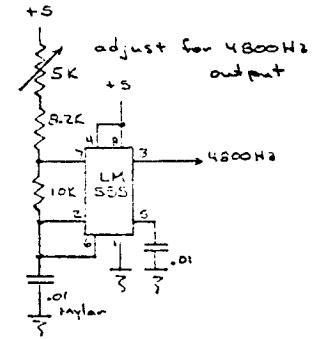 +5
adjust for 4800Hz
output
5K
+5
8.2K
4
8
7
3
4800Hz
LM
555
10K
2
5
6
1
.01
.01
Mylar